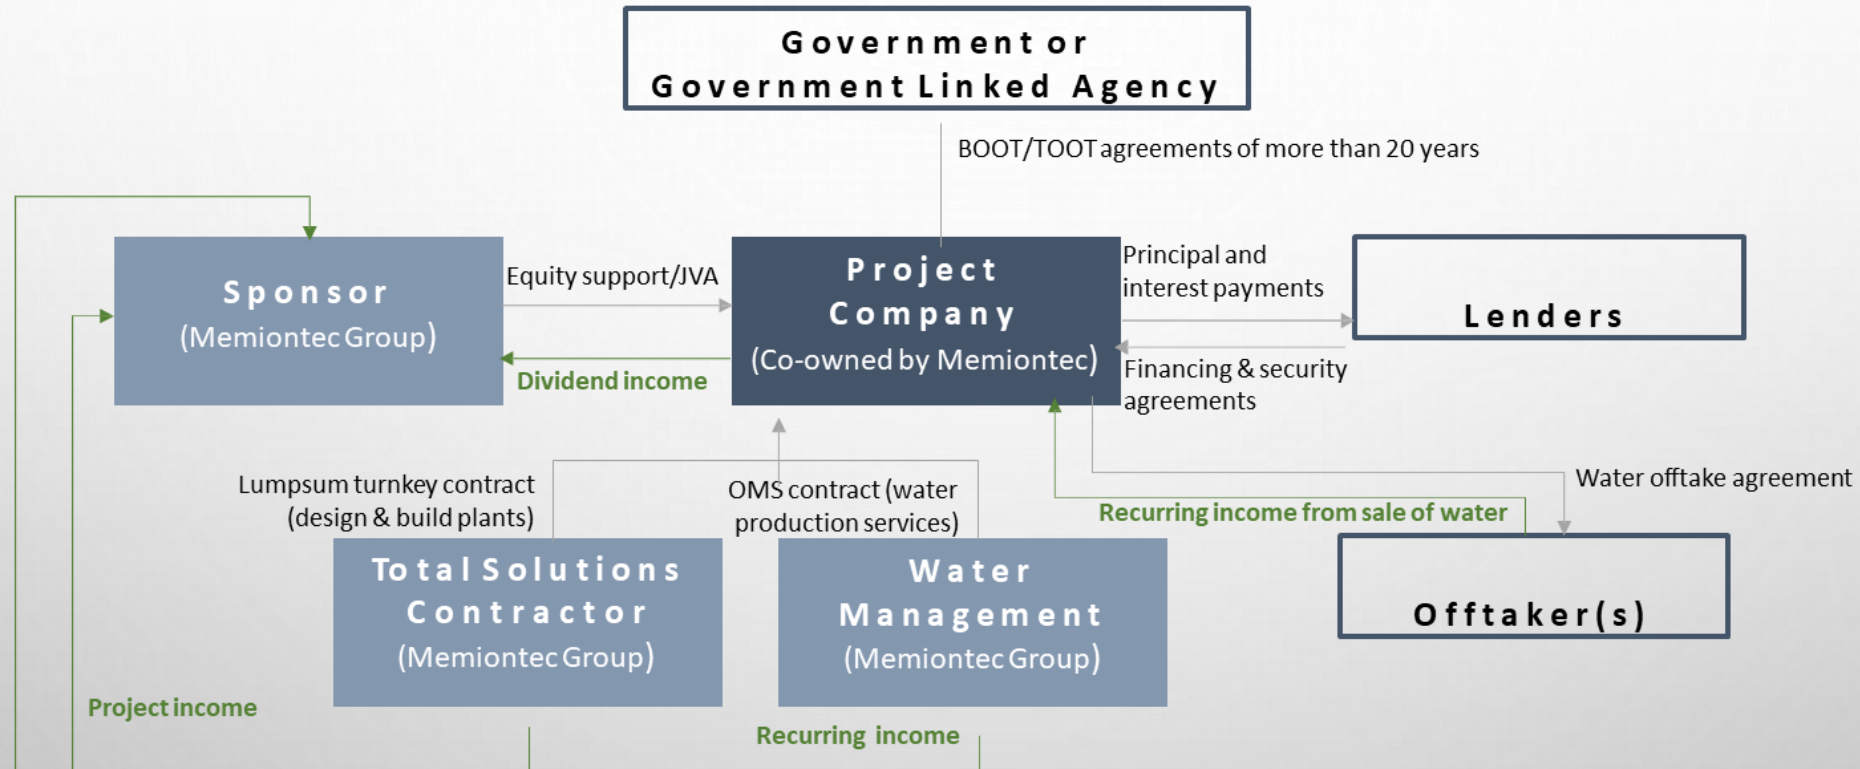 Government or
Government Linked Agency
BOOT/TOOT agreements of more than 20 years
Sponsor
(Memiontec Group)
Equity support/JVA
Dividend income
Project
Company
(Co-owned by Memiontec)
Principal and
interest payments
Financing & security
agreements
Lenders
Lumpsum turnkey contract
(design & build plants)
OMS contract (water
production services)
Water offtake agreement
Recurring income from sale of water
Total Solutions
Contractor
(Memiontec Group)
Water
Management
(Memiontec Group)
Offtaker(s)
Project income
Recurring income